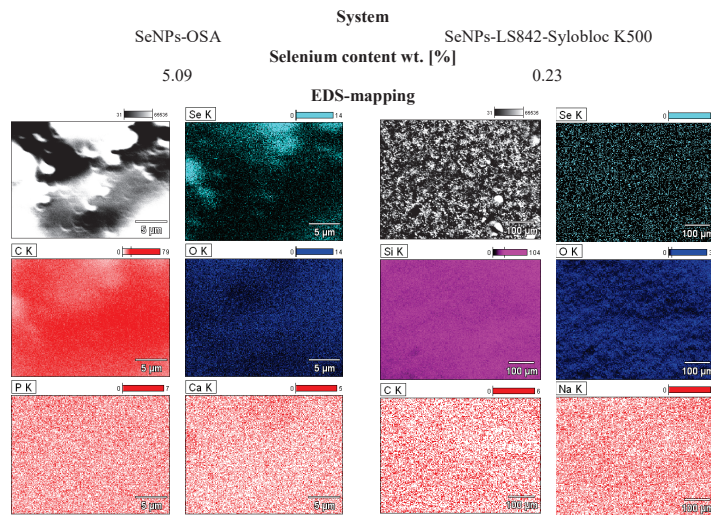 System
SeNPs-OSA SeNPs-LS842-Sylobloc K500
Selenium content wt. [%]
5.09 0.23
EDS-mapping
31 65535 Se K 0 14 31 65535 Se K 0
5 µm 5 µm 100 µm 100 µm
C K 0 79 O K 0 14 Si K 0 104 O K 0 3
5 µm 5 µm 100 µm 100 µm
P K 0 7 Ca K 0 5 C K 0 6 Na K 0
5 µm 5 µm 100 µm 100 µm